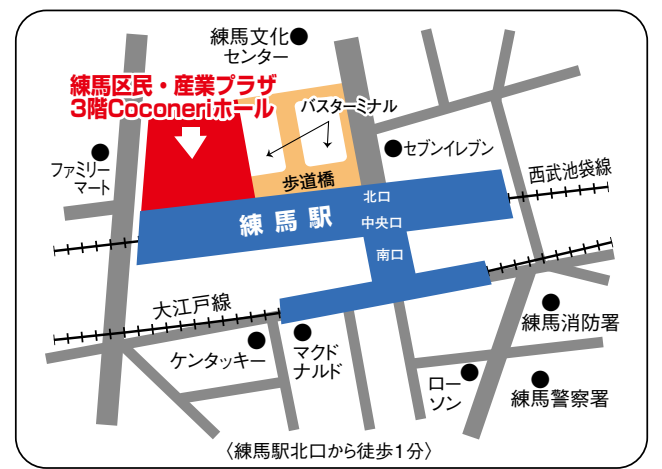 練馬文化
センター
練馬区民・産業プラザ
3階Coconeriホール
バスターミナル
セブンイレブン
ファミリー
マート
歩道橋
西武池袋線
北口
練馬駅
中央口
南口
大江戸線
練馬消防署
ケンタッキー
マクド
ナルド
ロー
ソン
練馬警察署
〈練馬駅北口から徒歩1分〉